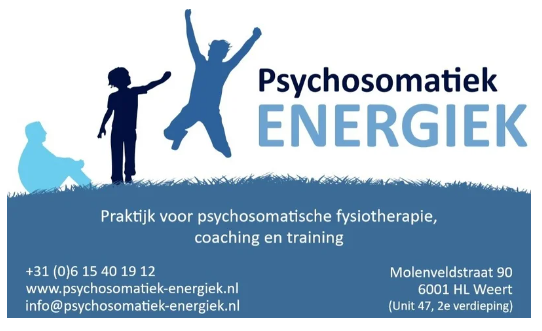 Psychosomatiek
ENERGIEK
Praktijk voor psychosomatische fysiotherapie,
coaching en training
+31 (0)6 15 40 19 12
www.psychosomatiek-energiek.nl
info@psychosomatiek-energiek.nl
Molenveldstraat 90
6001 HL Weert
(Unit 47, 2e verdieping)